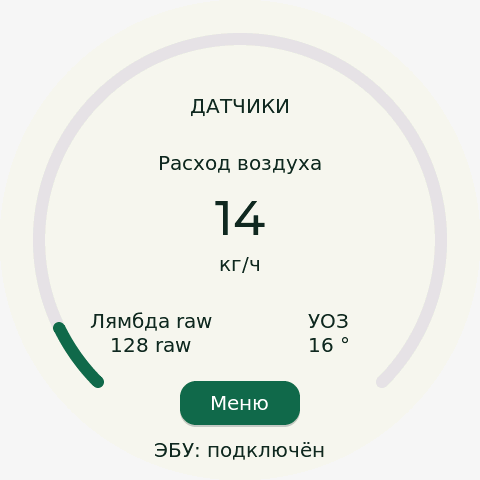 ДАТЧИКИ
Расход воздуха
14
кг/ч
Лямбда raw
128 raw
УОЗ
16 °
Меню
ЭБУ: подключён